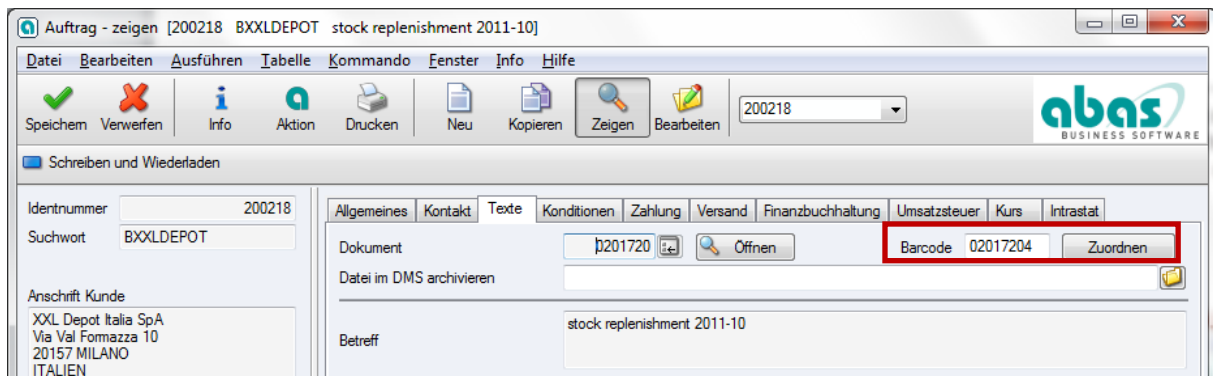 Auftrag - zeigen [200218 BXXLDEPOT stock replenishment 2011-10]
Datei Bearbeiten Ausführen Tabelle Kommando Fenster Info Hilfe
Speichern Verwerfen Info Aktion Drucken Neu Kopieren Zeigen Bearbeiten 200218
abas
BUSINESS SOFTWARE
Schreiben und Wiederladen
Identnummer 200218
Suchwort BXXLDEPOT
Anschrift Kunde
XXL Depot Italia SpA
Via Val Formazza 10
20157 MILANO
ITALIEN
Allgemeines Kontakt Texte Konditionen Zahlung Versand Finanzbuchhaltung Umsatzsteuer Kurs Intrastat
Dokument 0201720 Öffnen Barcode 02017204 Zuordnen
Datei im DMS archivieren
Betreff stock replenishment 2011-10